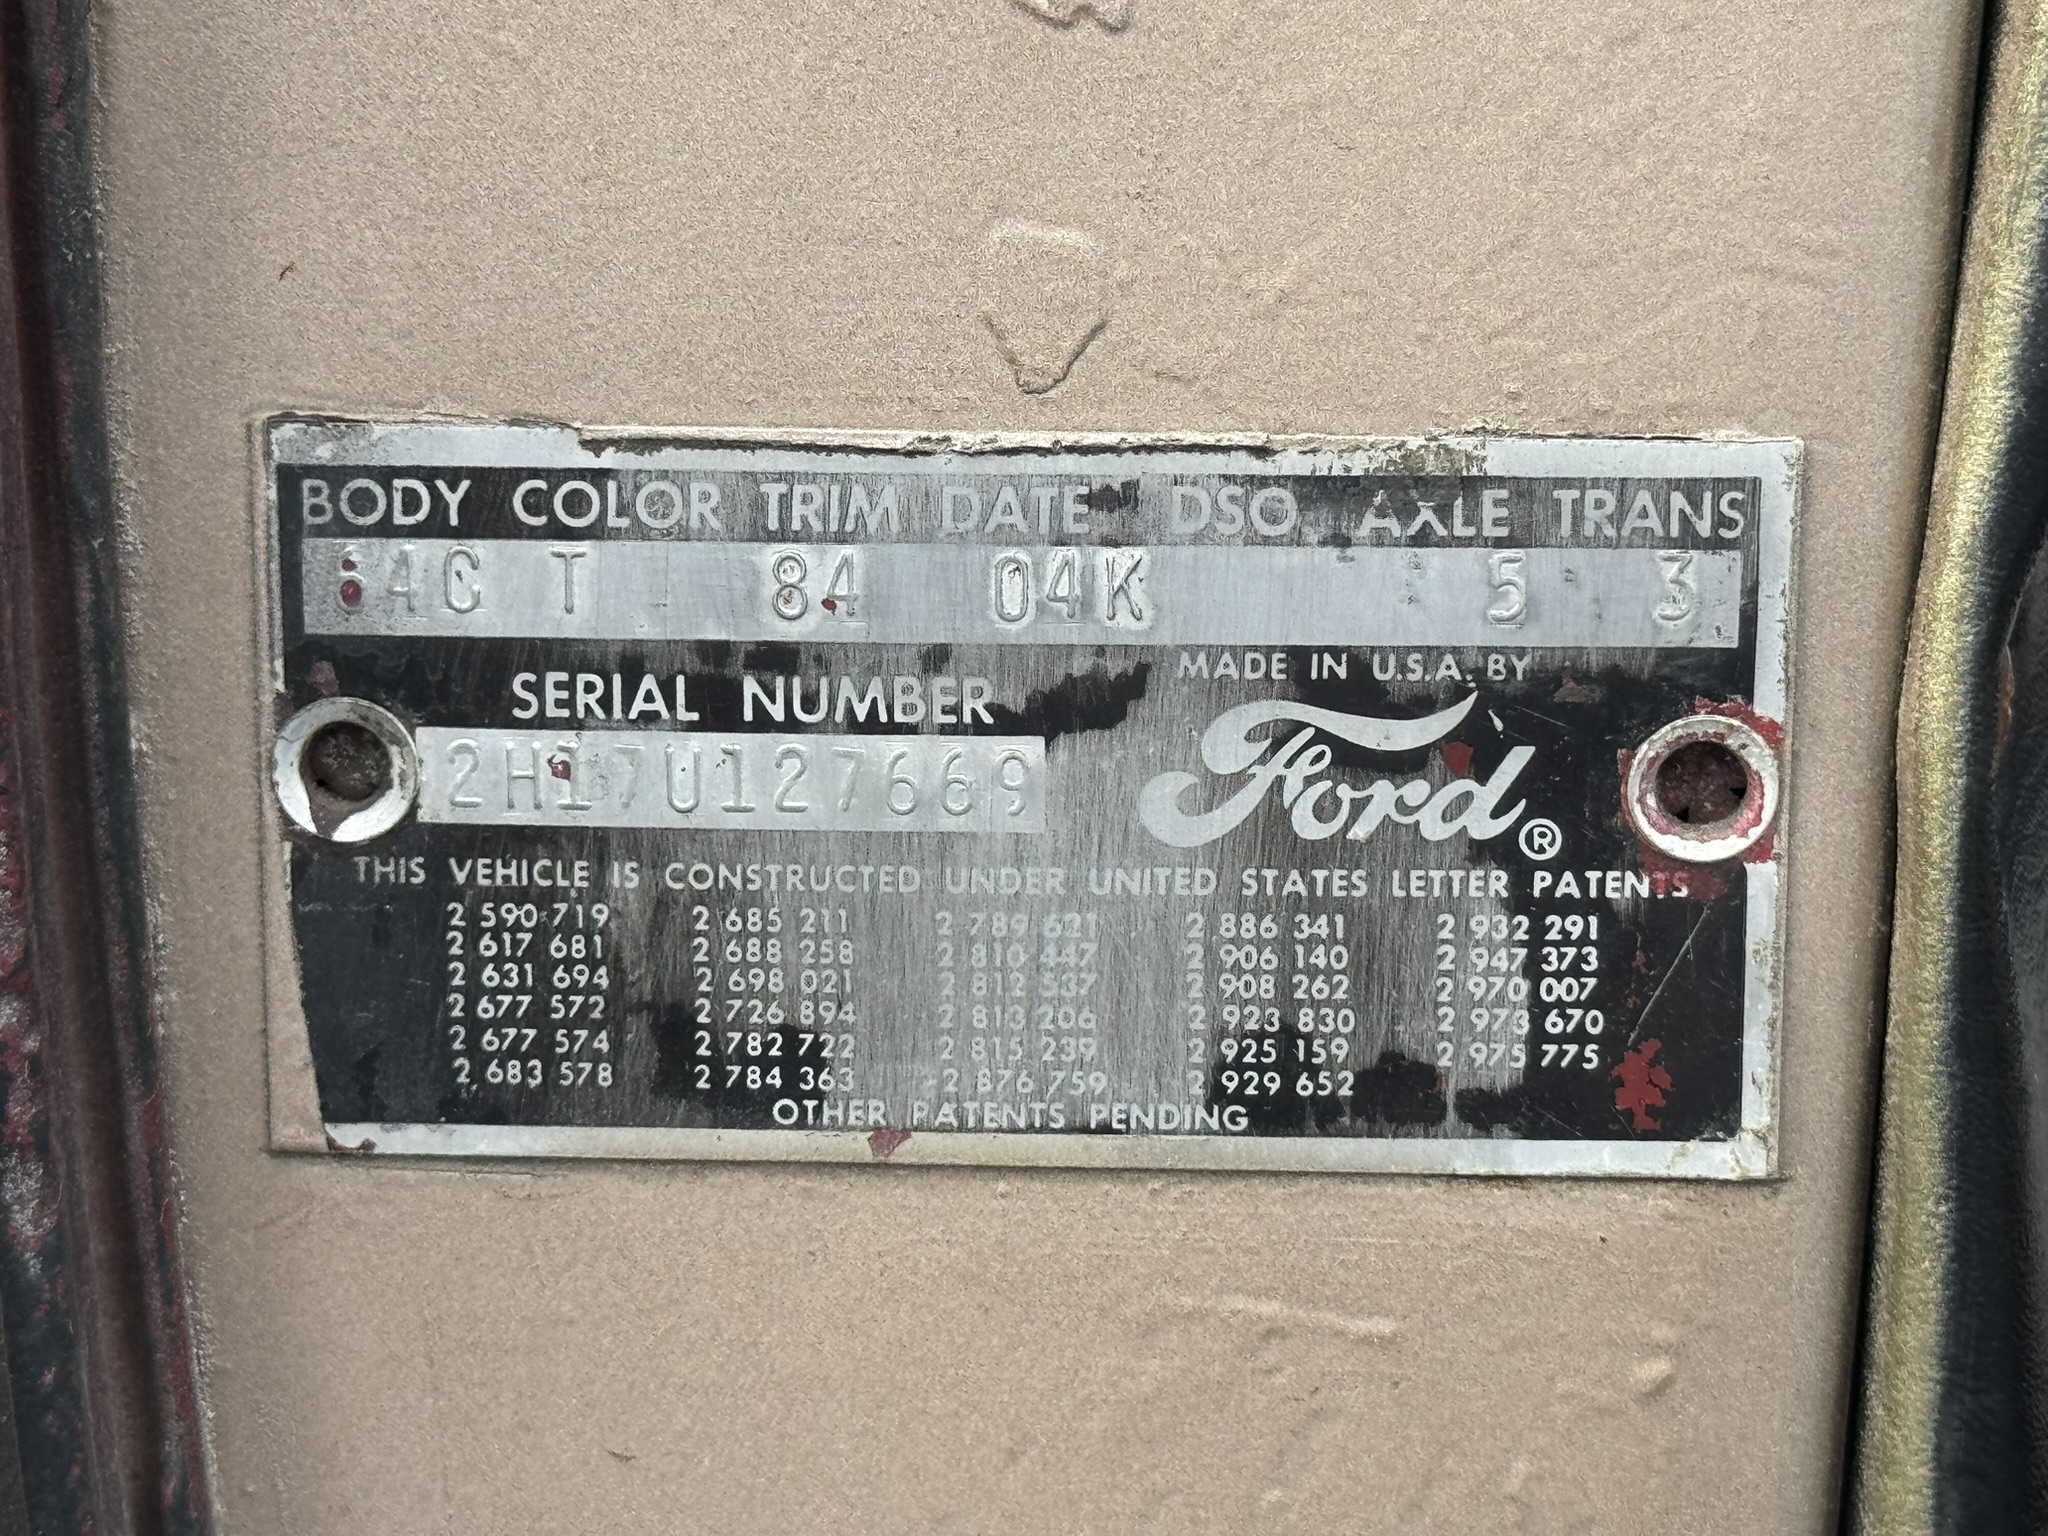 BODY COLOR TRIM DATE DSO. AXLE TRANS
64C T 84 04K 5 3
MADE IN U.S.A. BY
SERIAL NUMBER
Ford ®
2H17U127669
THIS VEHICLE IS CONSTRUCTED UNDER UNITED STATES LETTER PATENTS
2 590 719 2 685 211 2 789 621 2 886 341 2 932 291
2 617 681 2 688 258 2 810 447 2 906 140 2 947 373
2 631 694 2 698 021 2 812 537 2 908 262 2 970 007
2 677 572 2 726 894 2 813 206 2 923 830 2 973 670
2 677 574 2 782 722 2 815 239 2 925 159 2 975 775
2 683 578 2 784 363 2 876 759 2 929 652
OTHER PATENTS PENDING